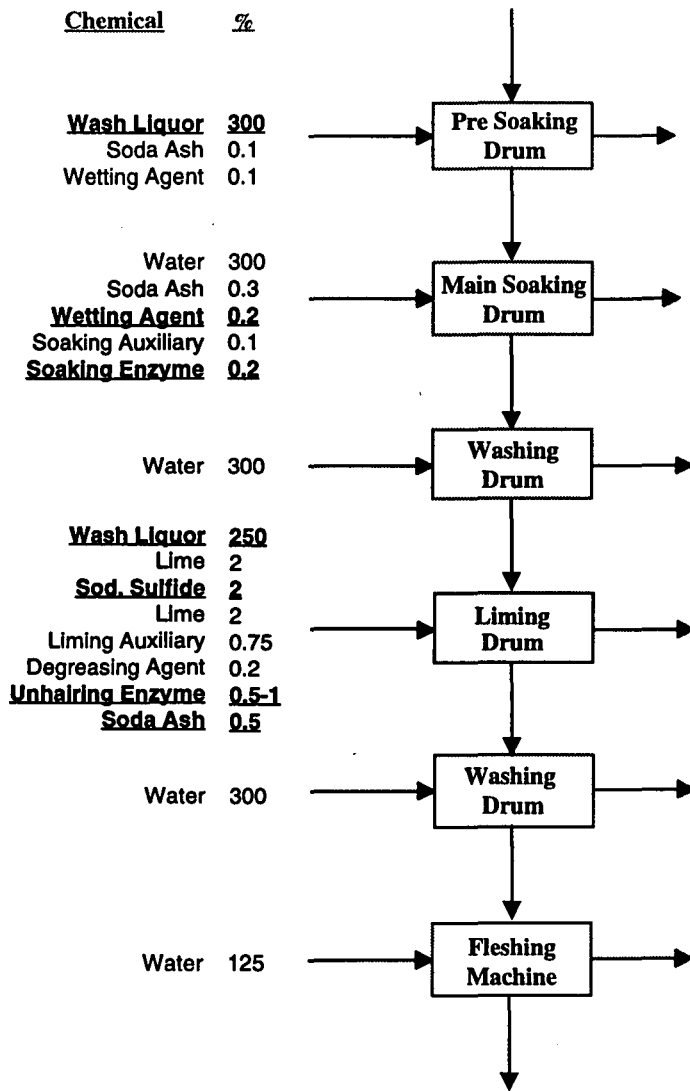 Chemical %
Wash Liquor 300
Soda Ash 0.1
Wetting Agent 0.1
Pre Soaking
Drum
Water 300
Soda Ash 0.3
Wetting Agent 0.2
Soaking Auxiliary 0.1
Soaking Enzyme 0.2
Main Soaking
Drum
Water 300
Washing
Drum
Wash Liquor 250
Lime 2
Sod. Sulfide 2
Lime 2
Liming Auxiliary 0.75
Degreasing Agent 0.2
Unhairing Enzyme 0.5-1
Soda Ash 0.5
Liming
Drum
Water 300
Washing
Drum
Water 125
Fleshing
Machine